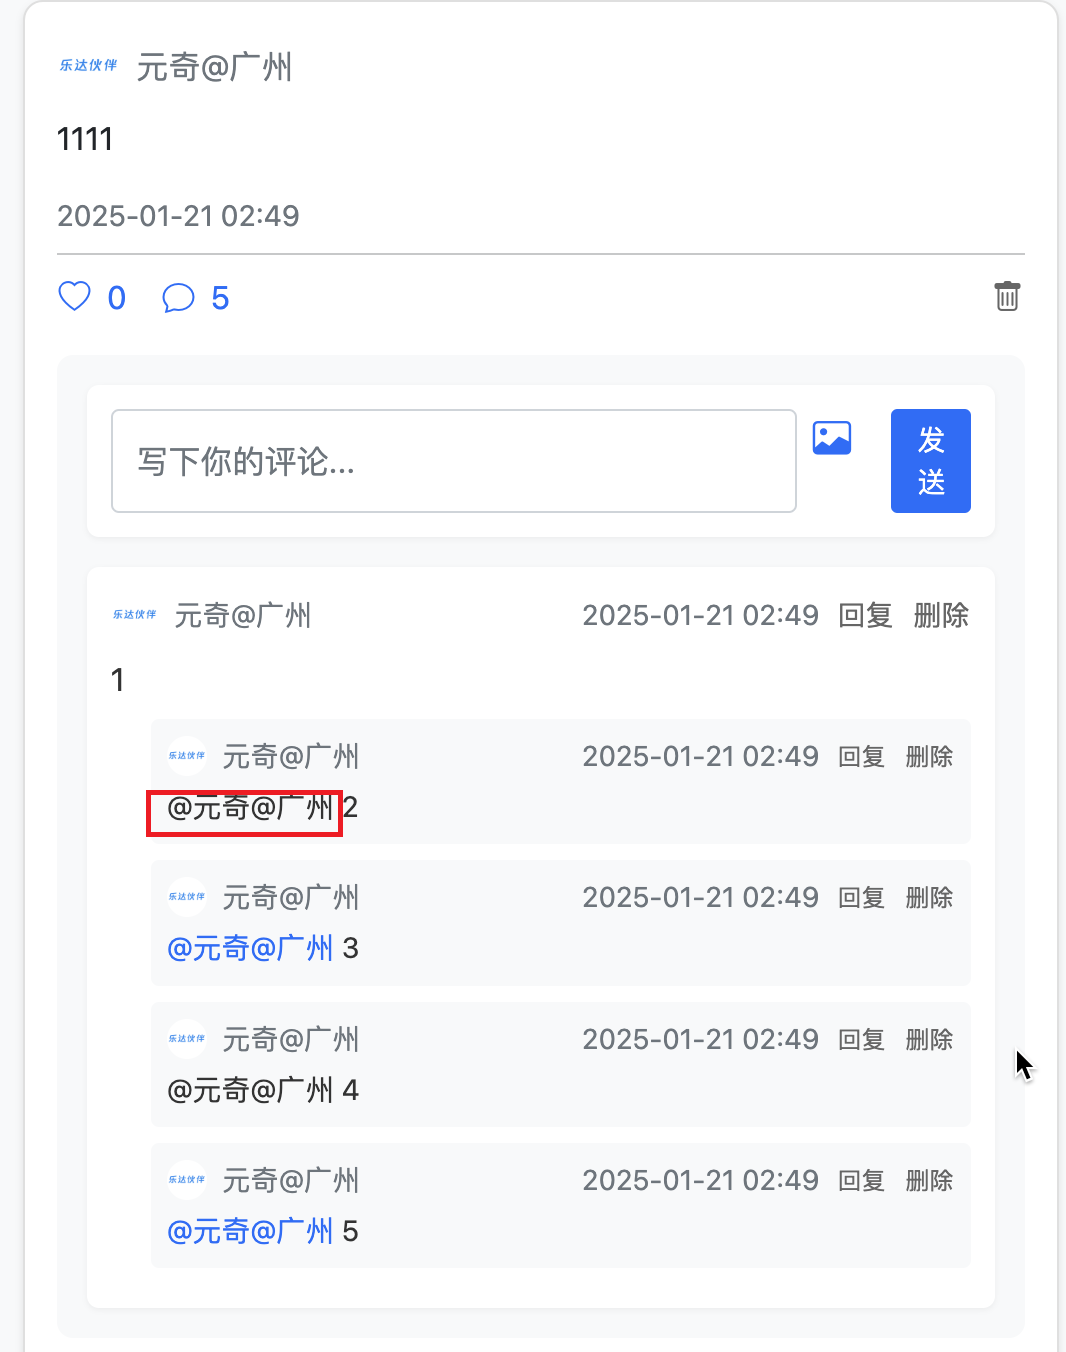 乐达伙伴 元奇@广州
1111
2025-01-21 02:49
0 5
写下你的评论...
发
送
乐达伙伴 元奇@广州 2025-01-21 02:49 回复 删除
1
乐达伙伴 元奇@广州 2025-01-21 02:49 回复 删除
@元奇@广州 2
乐达伙伴 元奇@广州 2025-01-21 02:49 回复 删除
@元奇@广州 3
乐达伙伴 元奇@广州 2025-01-21 02:49 回复 删除
@元奇@广州 4
乐达伙伴 元奇@广州 2025-01-21 02:49 回复 删除
@元奇@广州 5